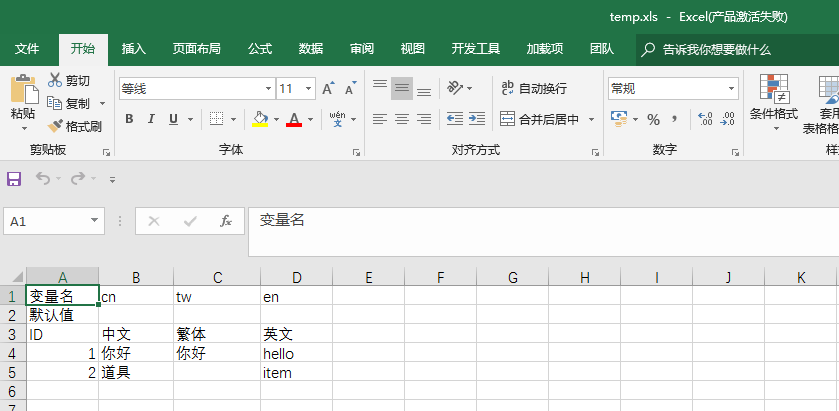 temp.xls - Excel(产品激活失败)
文件 开始 插入 页面布局 公式 数据 审阅 视图 开发工具 加载项 团队 告诉我你想要做什么
剪切
复制
格式刷
粘贴
剪贴板
等线 11 A A
B I U A wén 文
字体
ab 自动换行
合并后居中
对齐方式
常规
% , .0 .00 .00 .0
数字
条件格式 套用
表格格
样
A1 fx 变量名
A B C D E F G H I J K
1 变量名 cn tw en
2 默认值
3 ID 中文 繁体 英文
4 1 你好 你好 hello
5 2 道具 item
6
7